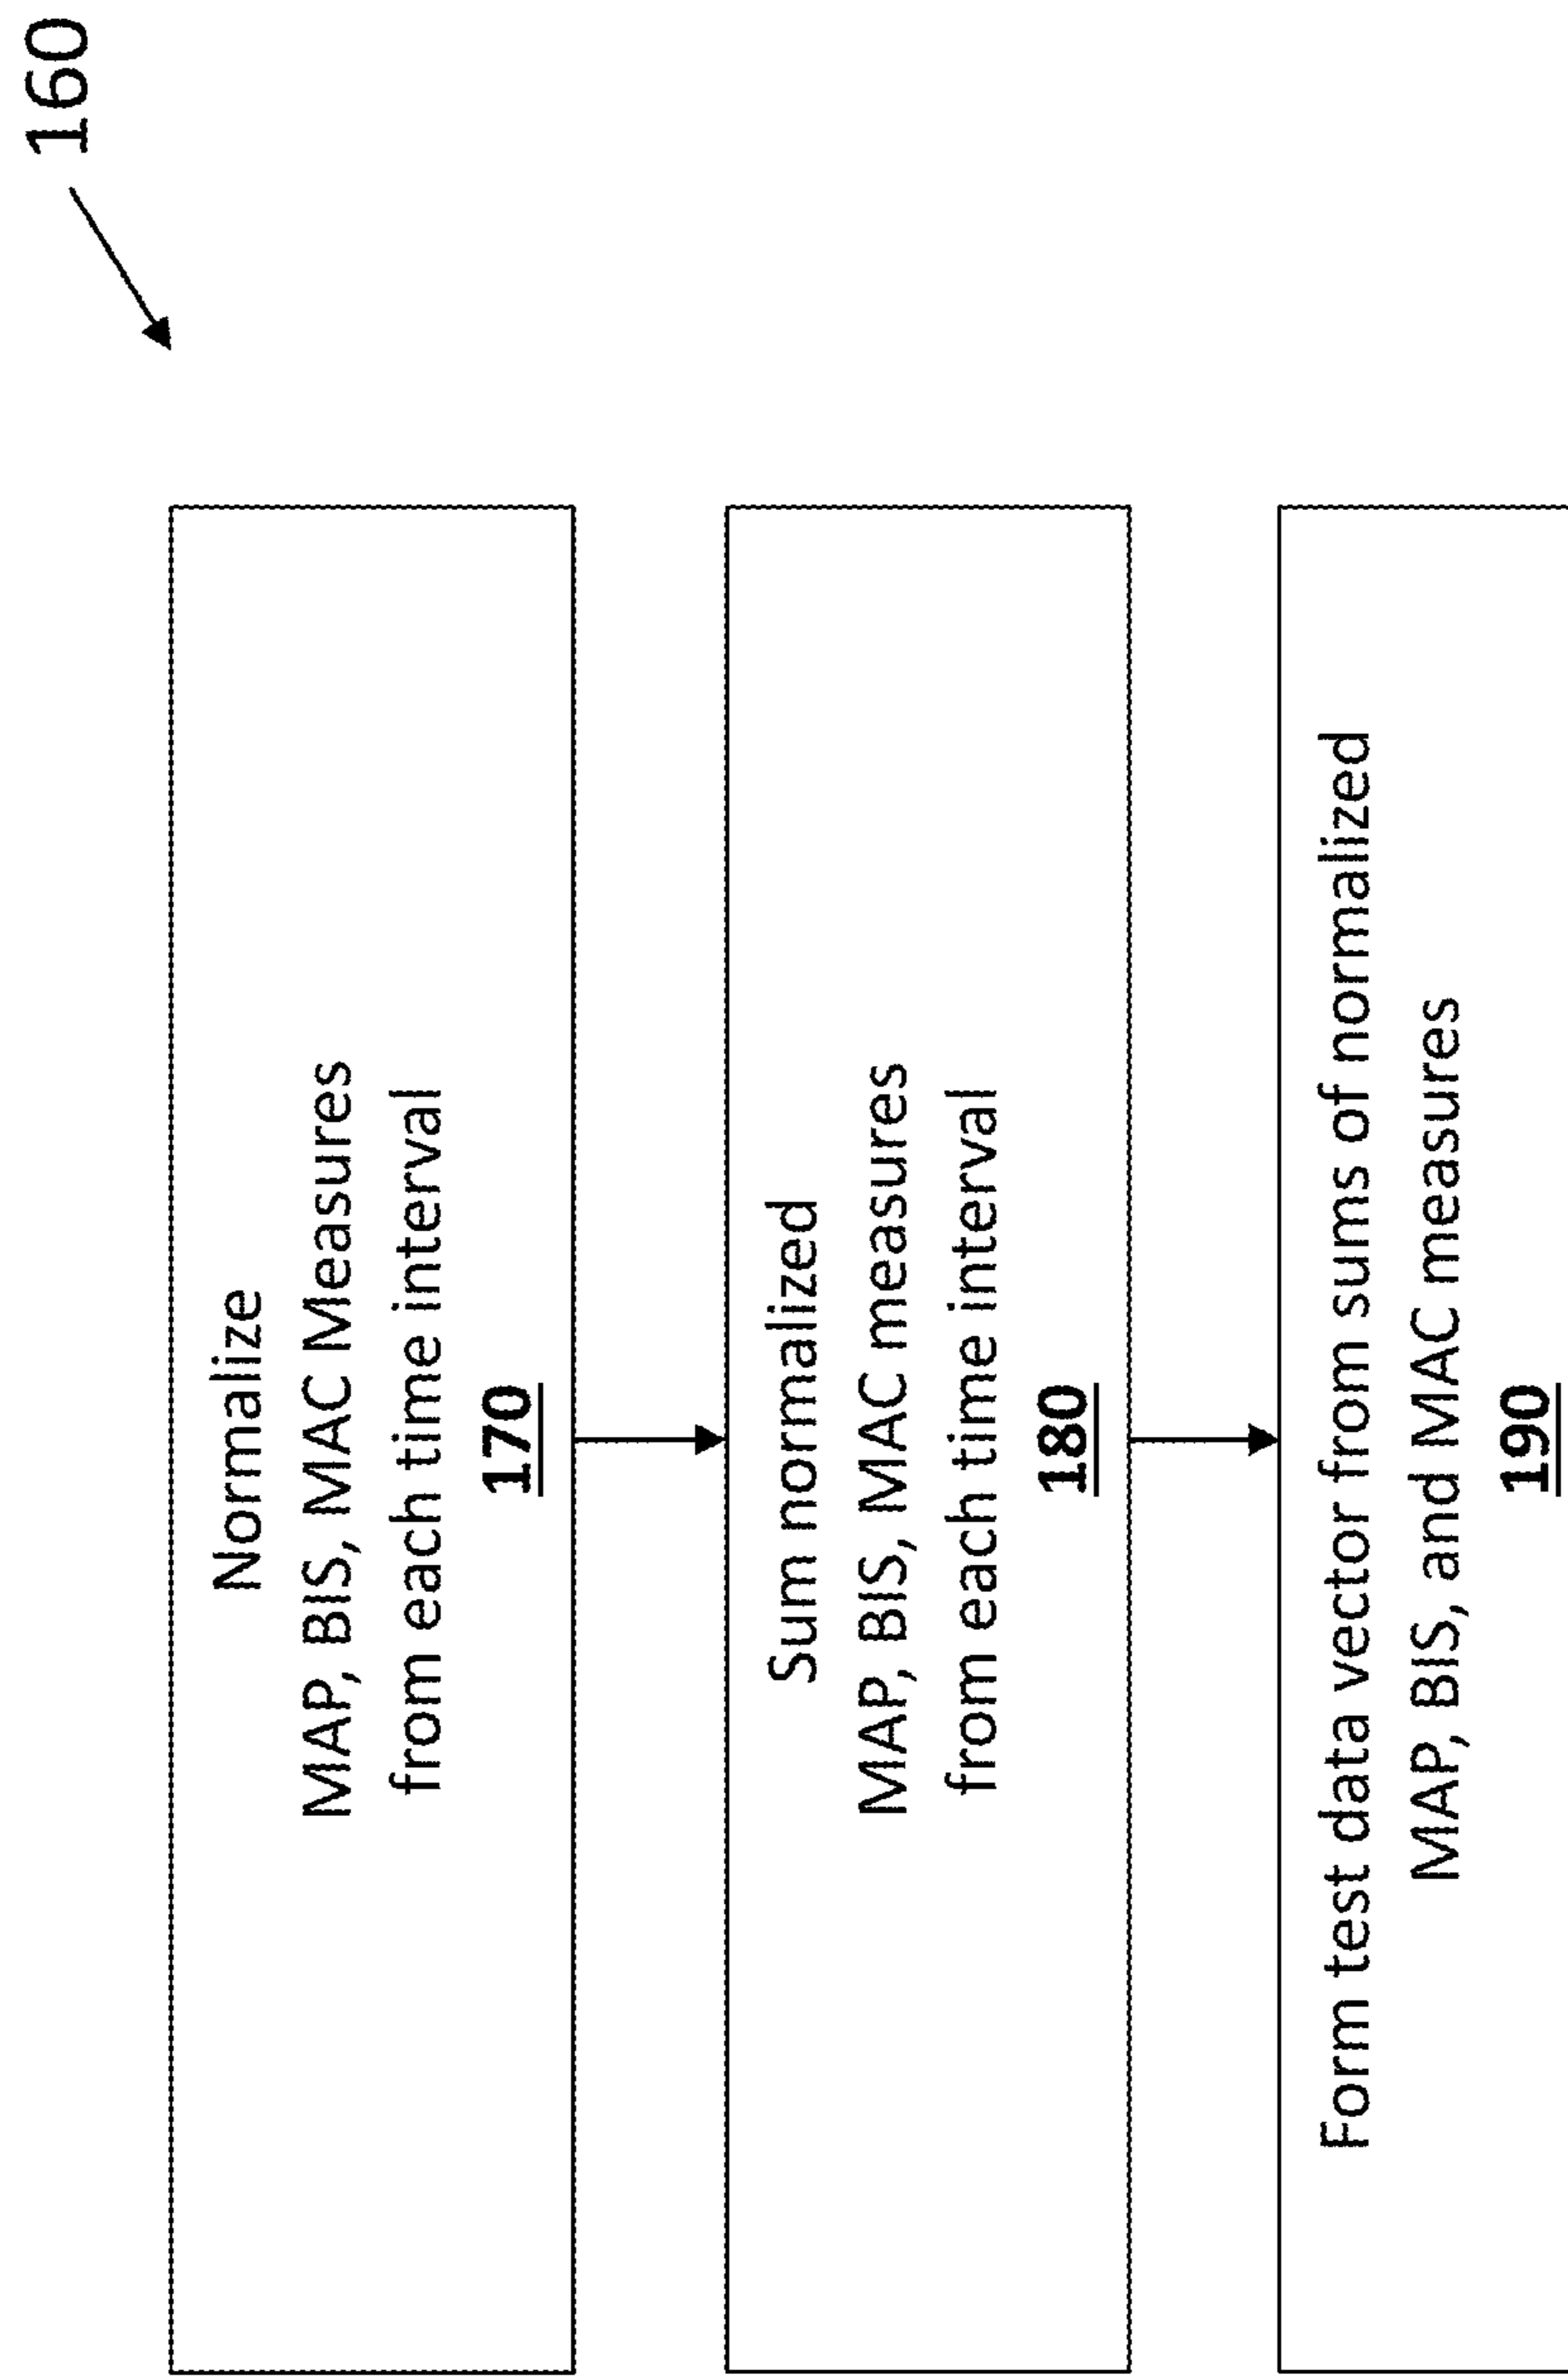 160
Normalize
MAP, BIS, MAC Measures
from each time interval
170
Sum normalized
MAP, BIS, MAC measures
from each time interval
180
Form test data vector from sums of normalized
MAP, BIS, and MAC measures
190